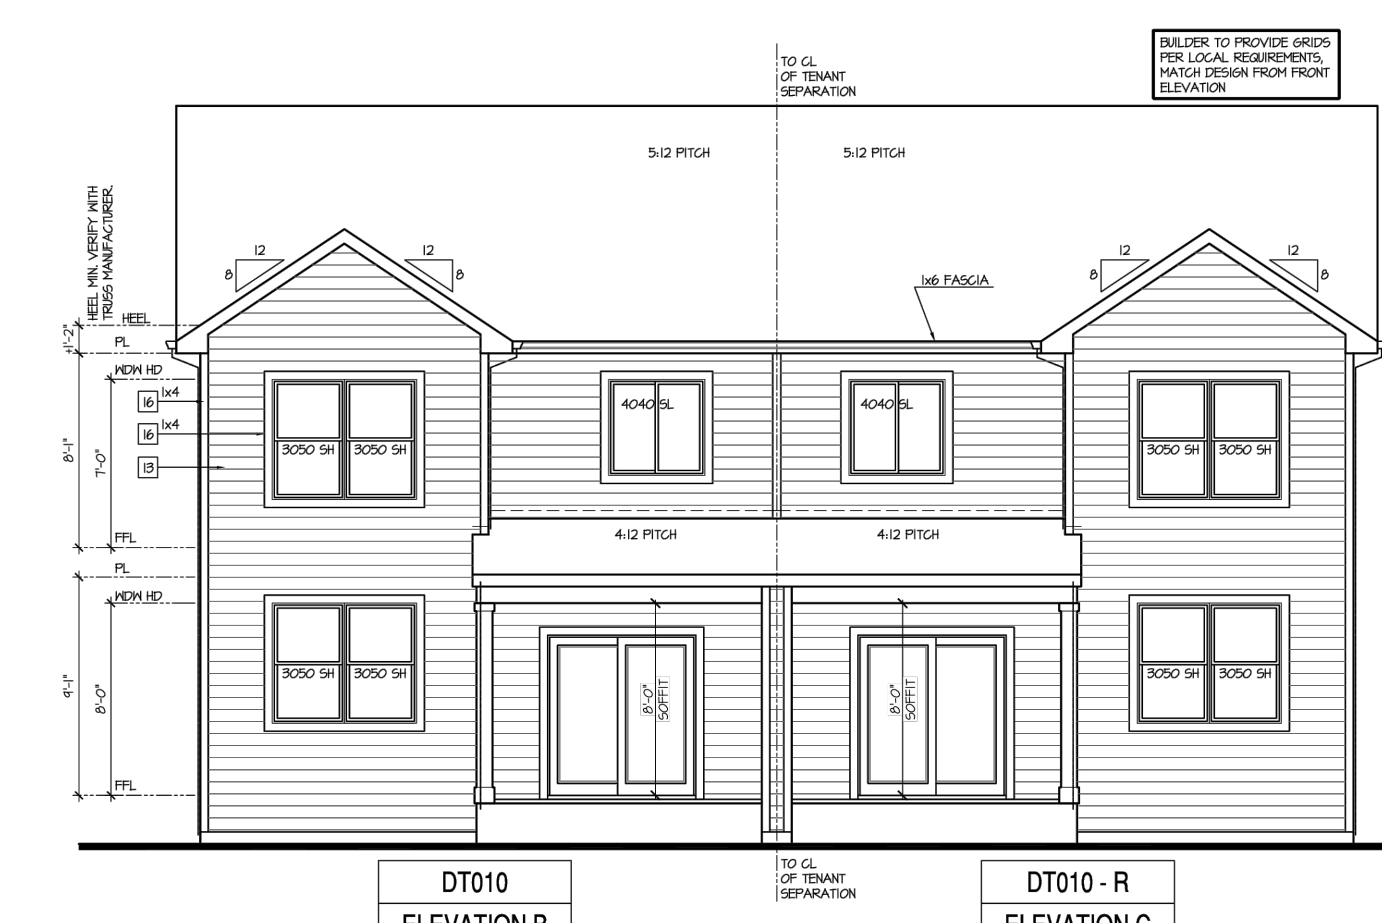 BUILDER TO PROVIDE GRIDS
PER LOCAL REQUIREMENTS,
MATCH DESIGN FROM FRONT
ELEVATION
TO CL
OF TENANT
SEPARATION
5:12 PITCH
5:12 PITCH
HEEL MIN. VERIFY WITH
TRUSS MANUFACTURER.
12
8
12
8
12
8
12
8
1x6 FASCIA
HEEL
±1'-2"
PL
WDW HD
1x4
16
1x4
16
13
8'-1"
7'-0"
4040 SL
4040 SL
3050 SH
3050 SH
3050 SH
3050 SH
FFL
4:12 PITCH
4:12 PITCH
PL
WDW HD
3050 SH
3050 SH
3050 SH
3050 SH
9'-1"
8'-0"
8'-0"
SOFFIT
8'-0"
SOFFIT
FFL
TO CL
OF TENANT
SEPARATION
DT010
ELEVATION B
DT010 - R
ELEVATION C